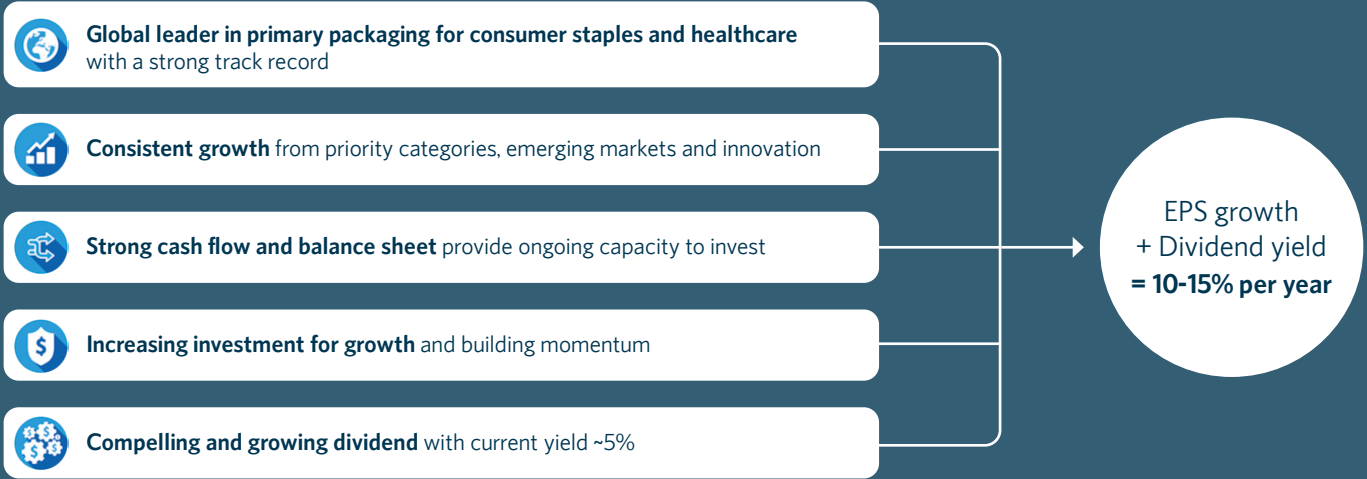 Global leader in primary packaging for consumer staples and healthcare
with a strong track record
Consistent growth from priority categories, emerging markets and innovation
Strong cash flow and balance sheet provide ongoing capacity to invest
Increasing investment for growth and building momentum
Compelling and growing dividend with current yield ~5%
EPS growth
+ Dividend yield
= 10-15% per year